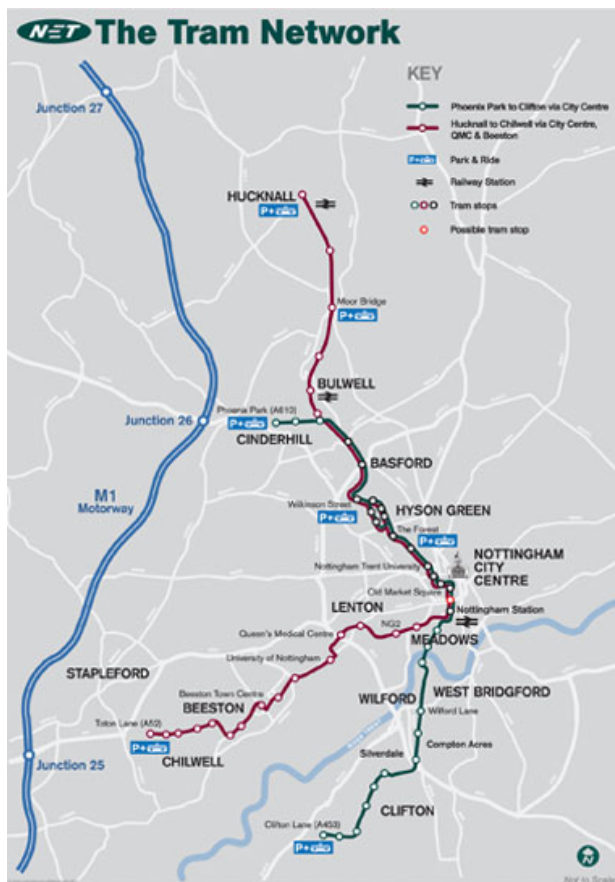 NET The Tram Network
KEY
Phoenix Park to Clifton via City Centre
Hucknall to Chilwell via City Centre,
QMC & Beeston
P+ Park & Ride
Railway Station
Tram stops
Possible tram stop
Junction 27
HUCKNALL
P+
Moor Bridge
P+
BULWELL
Phoenix Park (A610)
Junction 26
P+
CINDERHILL
BASFORD
M1
Motorway
Wilkinson Street
HYSON GREEN
P+
The Forest
P+
Nottingham Trent University
NOTTINGHAM
CITY
CENTRE
Old Market Square
LENTON
Nottingham Station
NG2
Queen's Medical Centre
MEADOWS
University of Nottingham
STAPLEFORD
Beeston Town Centre
WEST BRIDGFORD
BEESTON
WILFORD
Wilford Lane
Toton Lane (A52)
P+
CHILWELL
Compton Acres
Silverdale
Junction 25
CLIFTON
Clifton Lane (A453)
P+
N
Not to Scale